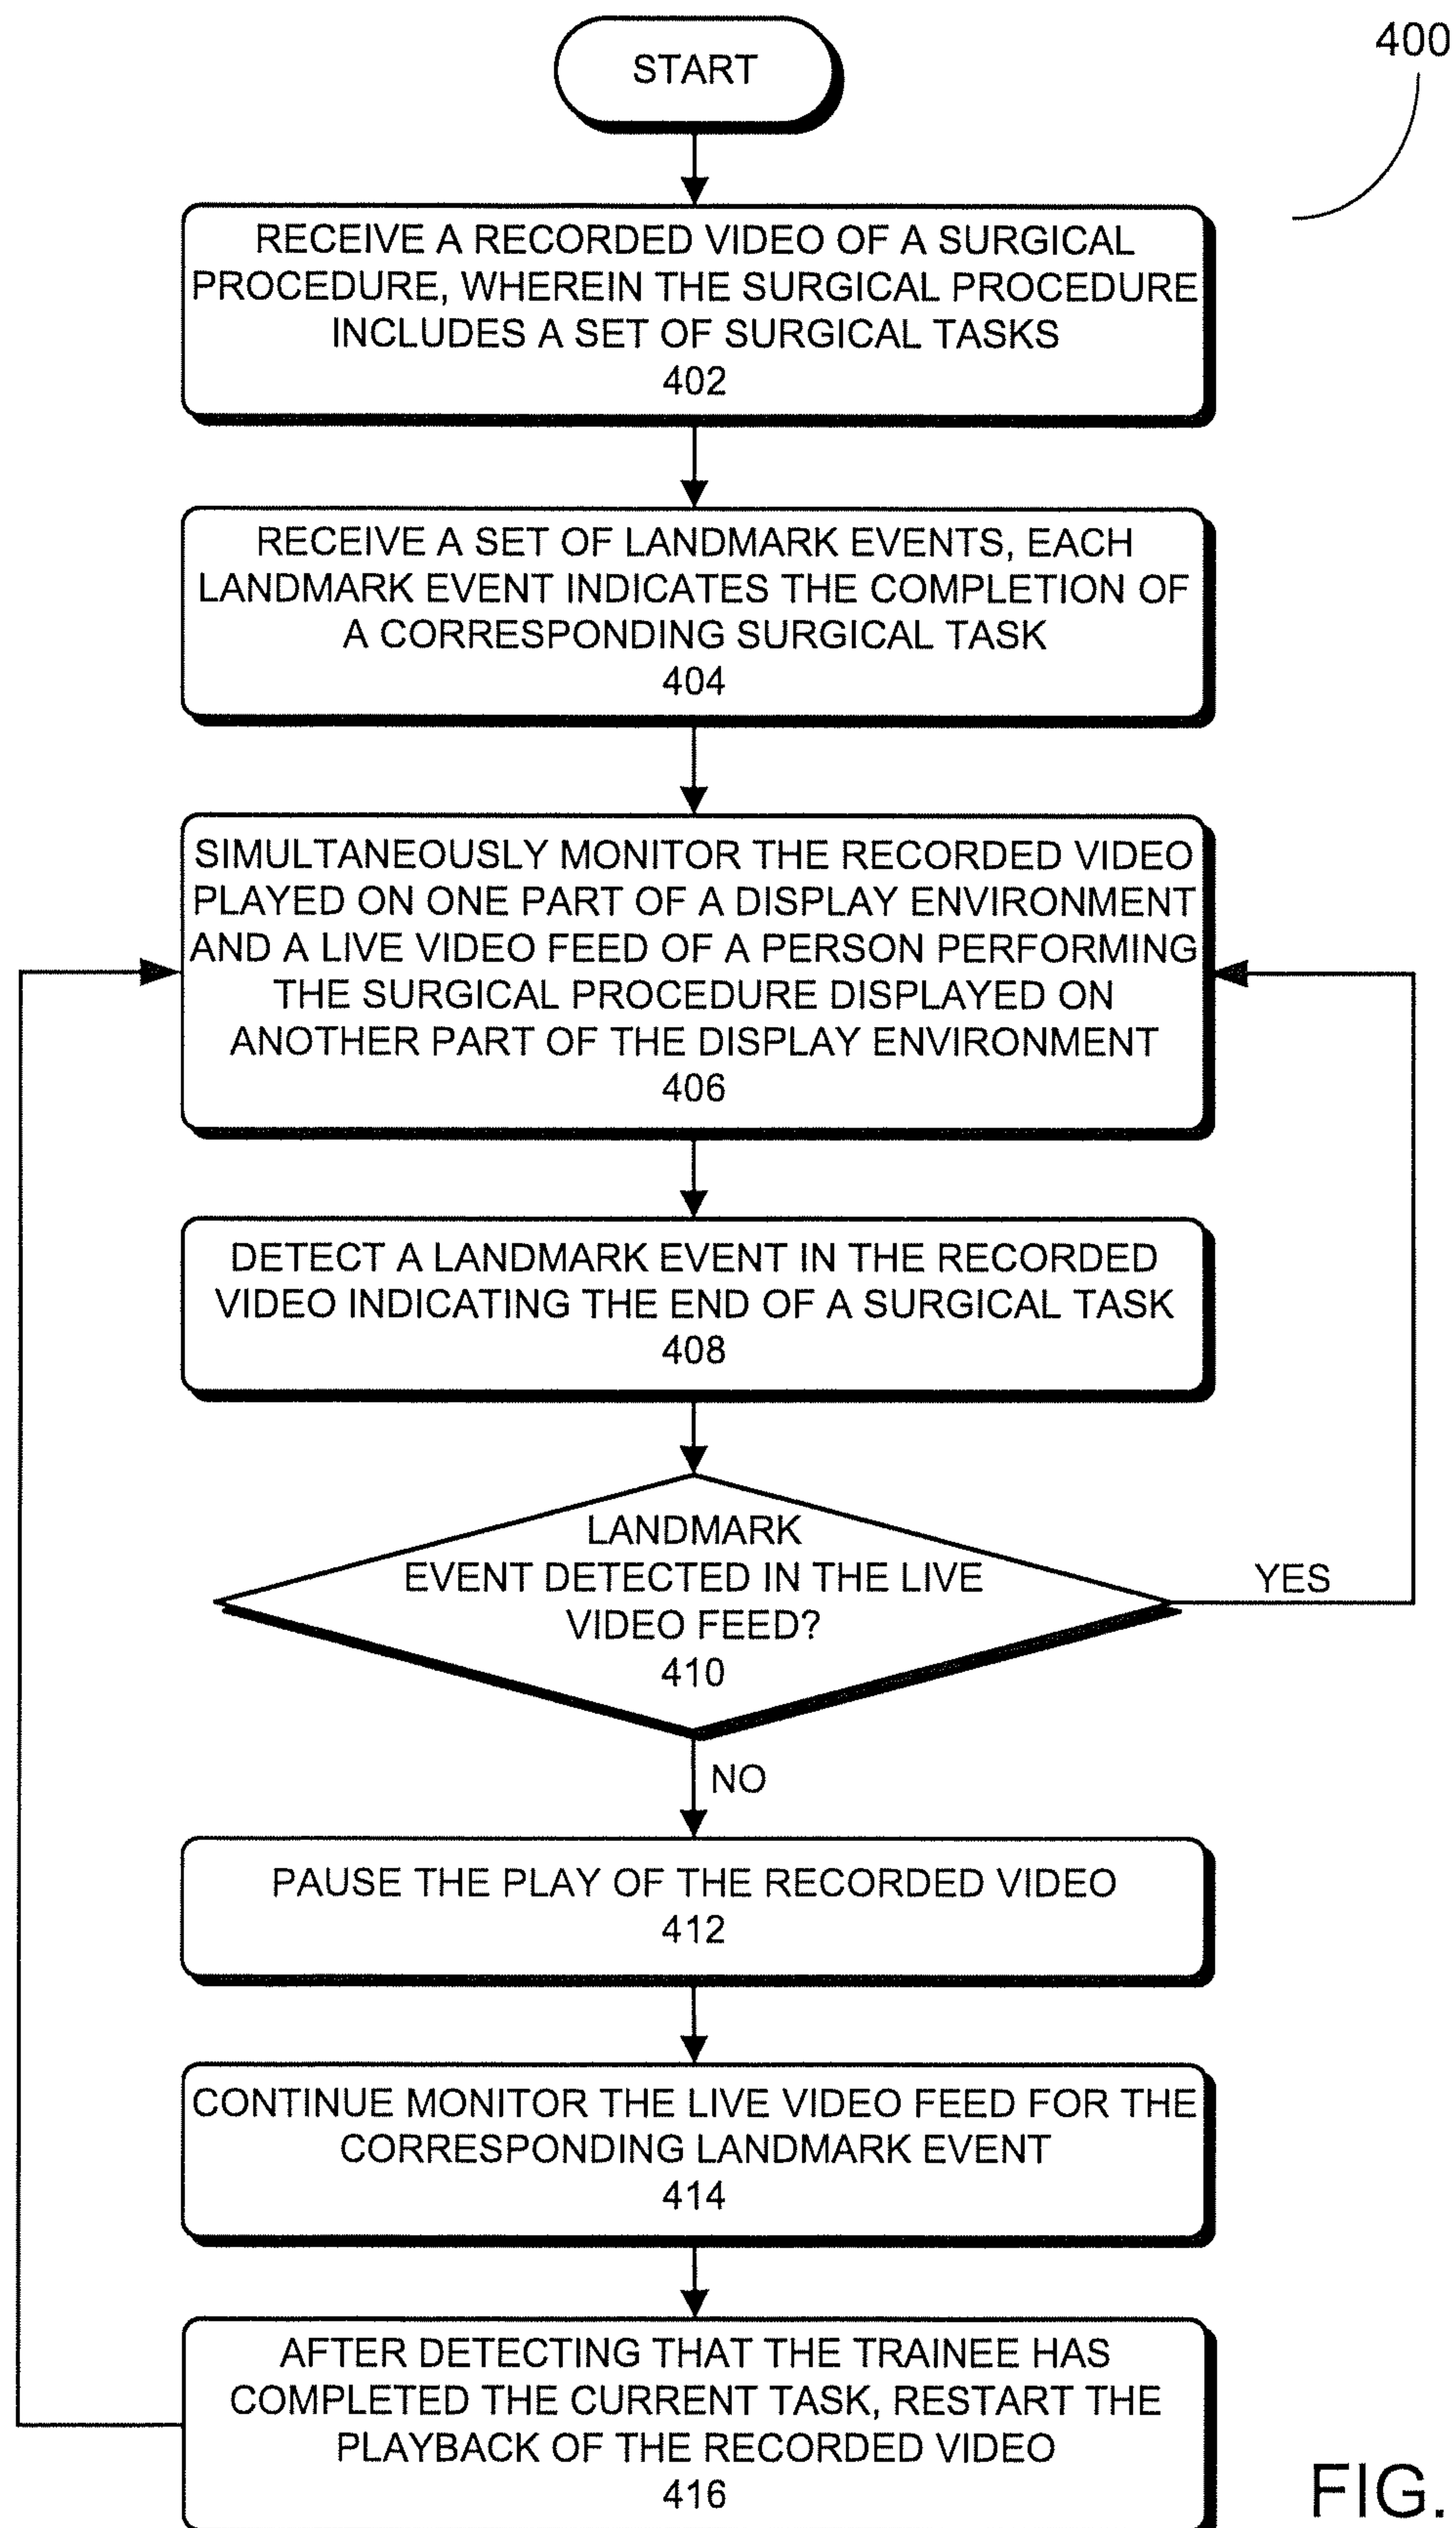 400
START
RECEIVE A RECORDED VIDEO OF A SURGICAL
PROCEDURE, WHEREIN THE SURGICAL PROCEDURE
INCLUDES A SET OF SURGICAL TASKS
402
RECEIVE A SET OF LANDMARK EVENTS, EACH
LANDMARK EVENT INDICATES THE COMPLETION OF
A CORRESPONDING SURGICAL TASK
404
SIMULTANEOUSLY MONITOR THE RECORDED VIDEO
PLAYED ON ONE PART OF A DISPLAY ENVIRONMENT
AND A LIVE VIDEO FEED OF A PERSON PERFORMING
THE SURGICAL PROCEDURE DISPLAYED ON
ANOTHER PART OF THE DISPLAY ENVIRONMENT
406
DETECT A LANDMARK EVENT IN THE RECORDED
VIDEO INDICATING THE END OF A SURGICAL TASK
408
LANDMARK
EVENT DETECTED IN THE LIVE
VIDEO FEED?
410
YES
NO
PAUSE THE PLAY OF THE RECORDED VIDEO
412
CONTINUE MONITOR THE LIVE VIDEO FEED FOR THE
CORRESPONDING LANDMARK EVENT
414
AFTER DETECTING THAT THE TRAINEE HAS
COMPLETED THE CURRENT TASK, RESTART THE
PLAYBACK OF THE RECORDED VIDEO
416
FIG.